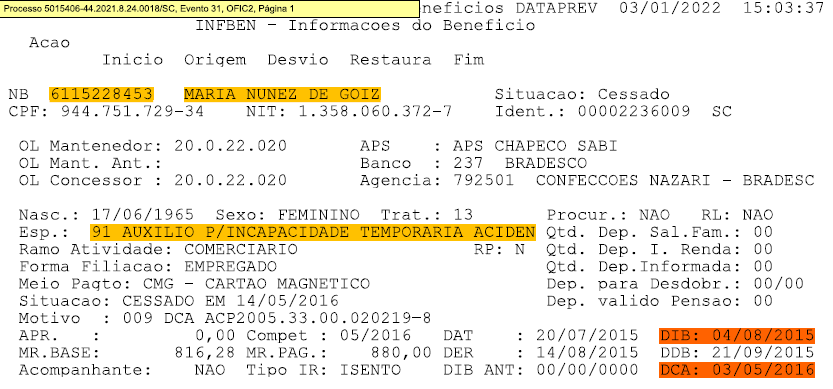 Processo 5015406-44.2021.8.24.0018/SC, Evento 31, OFIC2, Página 1
neficios DATAPREV 03/01/2022 15:03:37
INFBEN - Informacoes do Beneficio
Acao
Inicio Origem Desvio Restaura Fim
NB 6115228453 MARIA NUNEZ DE GOIZ Situacao: Cessado
CPF: 944.751.729-34 NIT: 1.358.060.372-7 Ident.: 00002236009 SC
OL Mantenedor: 20.0.22.020 APS : APS CHAPECO SABI
OL Mant. Ant.: Banco : 237 BRADESCO
OL Concessor : 20.0.22.020 Agencia: 792501 CONFECCOES NAZARI - BRADESC
Nasc.: 17/06/1965 Sexo: FEMININO Trat.: 13 Procur.: NAO RL: NAO
Esp.: 91 AUXILIO P/INCAPACIDADE TEMPORARIA ACIDEN Qtd. Dep. Sal.Fam.: 00
Ramo Atividade: COMERCIARIO RP: N Qtd. Dep. I. Renda: 00
Forma Filiacao: EMPREGADO Qtd. Dep.Informada: 00
Meio Pagto: CMG - CARTAO MAGNETICO Dep. para Desdobr.: 00/00
Situacao: CESSADO EM 14/05/2016 Dep. valido Pensao: 00
Motivo : 009 DCA ACP2005.33.00.020219-8
APR. : 0,00 Compet : 05/2016 DAT : 20/07/2015 DIB: 04/08/2015
MR.BASE: 816,28 MR.PAG.: 880,00 DER : 14/08/2015 DDB: 21/09/2015
Acompanhante: NAO Tipo IR: ISENTO DIB ANT: 00/00/0000 DCA: 03/05/2016